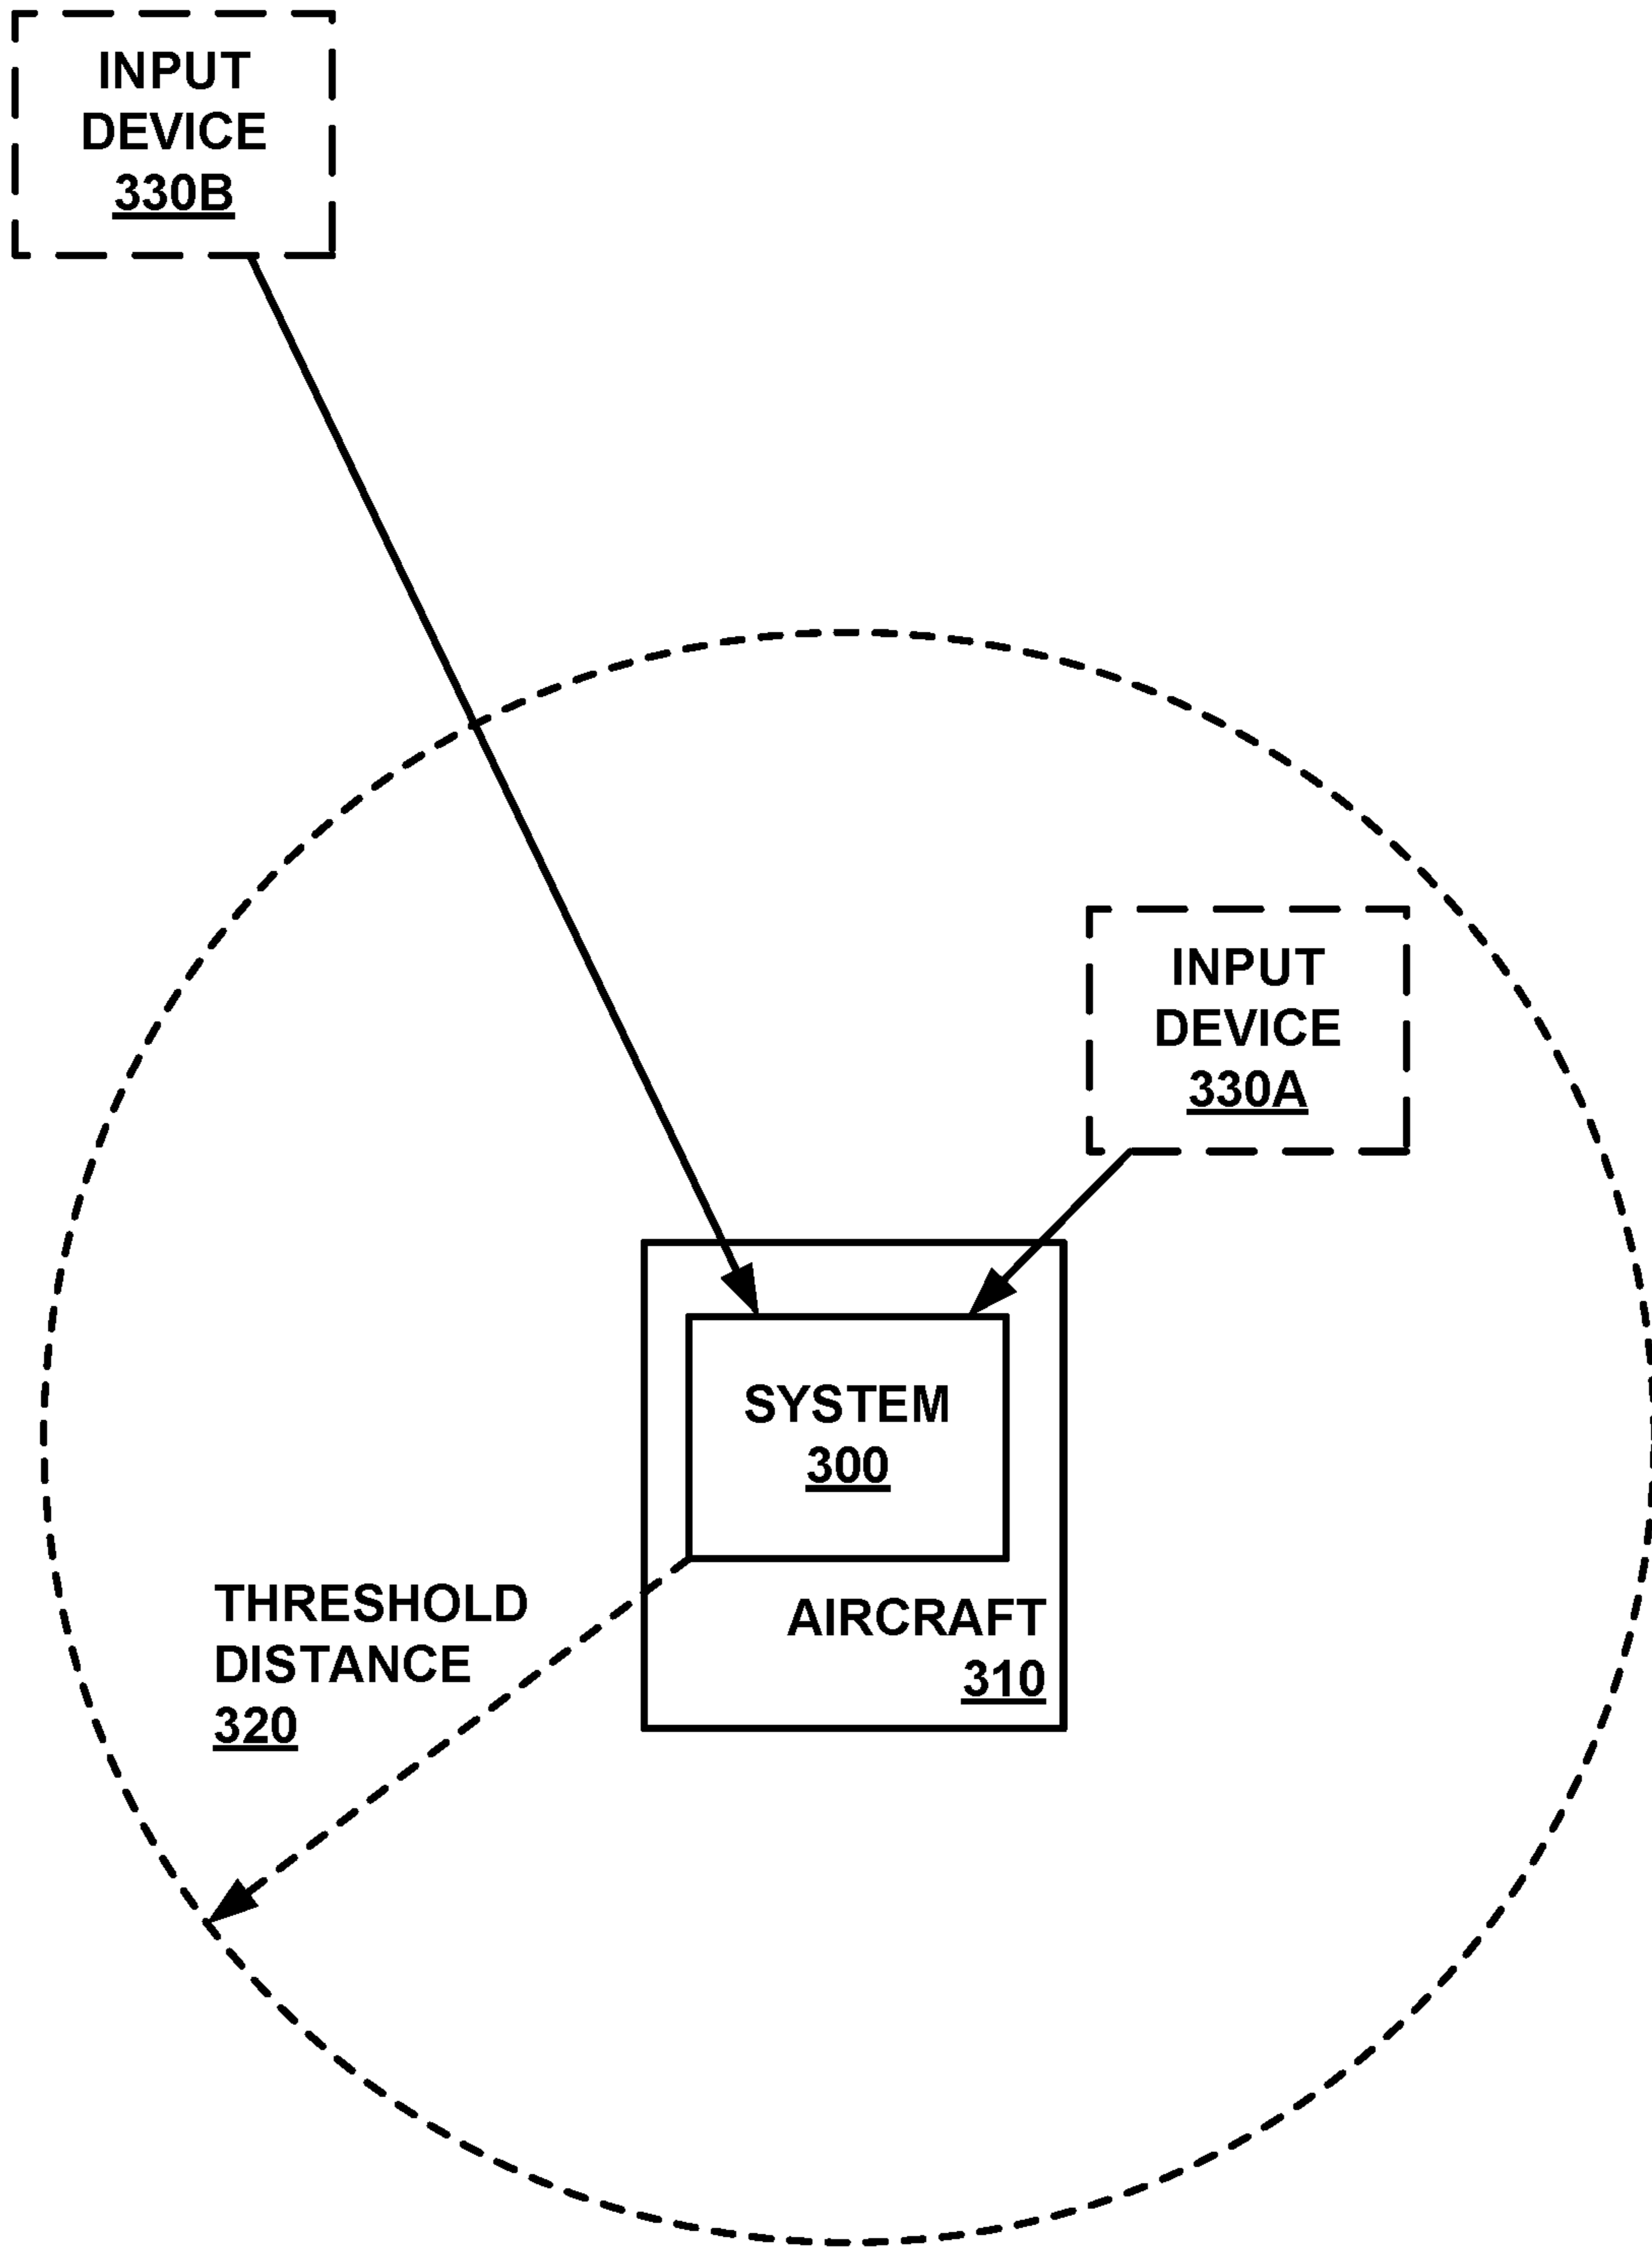 INPUT
DEVICE
330B
INPUT
DEVICE
330A
SYSTEM
300
THRESHOLD
DISTANCE
320
AIRCRAFT
310